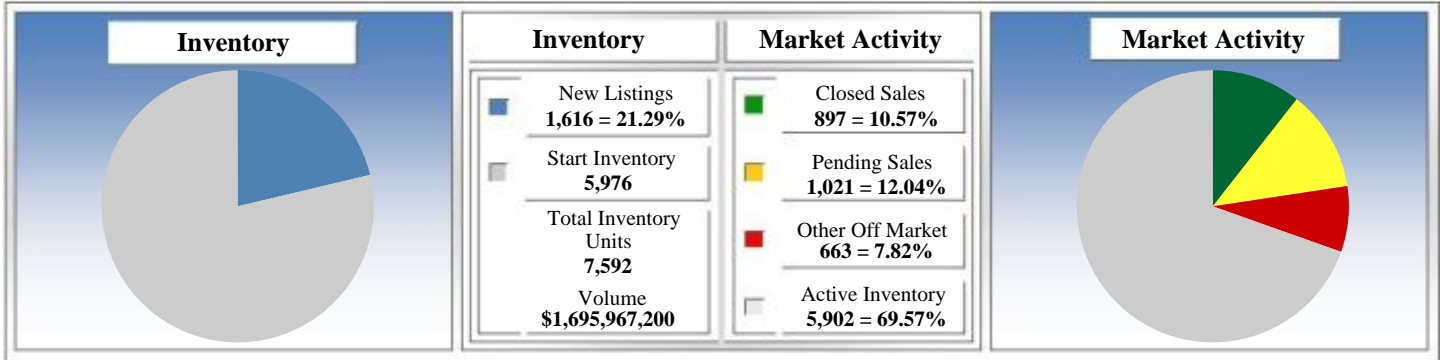 Inventory
Inventory
Market Activity
New Listings
1,616 = 21.29%
Start Inventory
5,976
Total Inventory
Units
7,592
Volume
$1,695,967,200
Closed Sales
897 = 10.57%
Pending Sales
1,021 = 12.04%
Other Off Market
663 = 7.82%
Active Inventory
5,902 = 69.57%
Market Activity